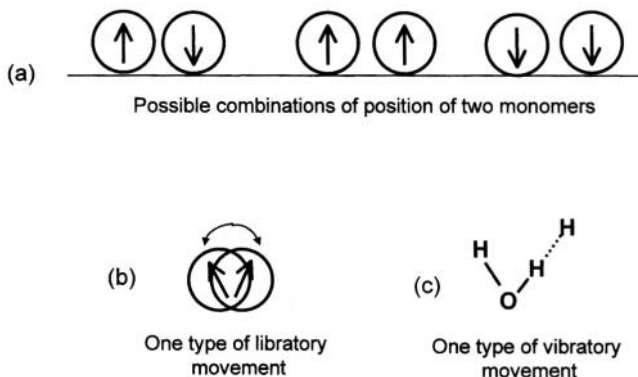 (a)
Possible combinations of position of two monomers
(b)
One type of libratory
movement
(c)
H
H
H
O
One type of vibratory
movement